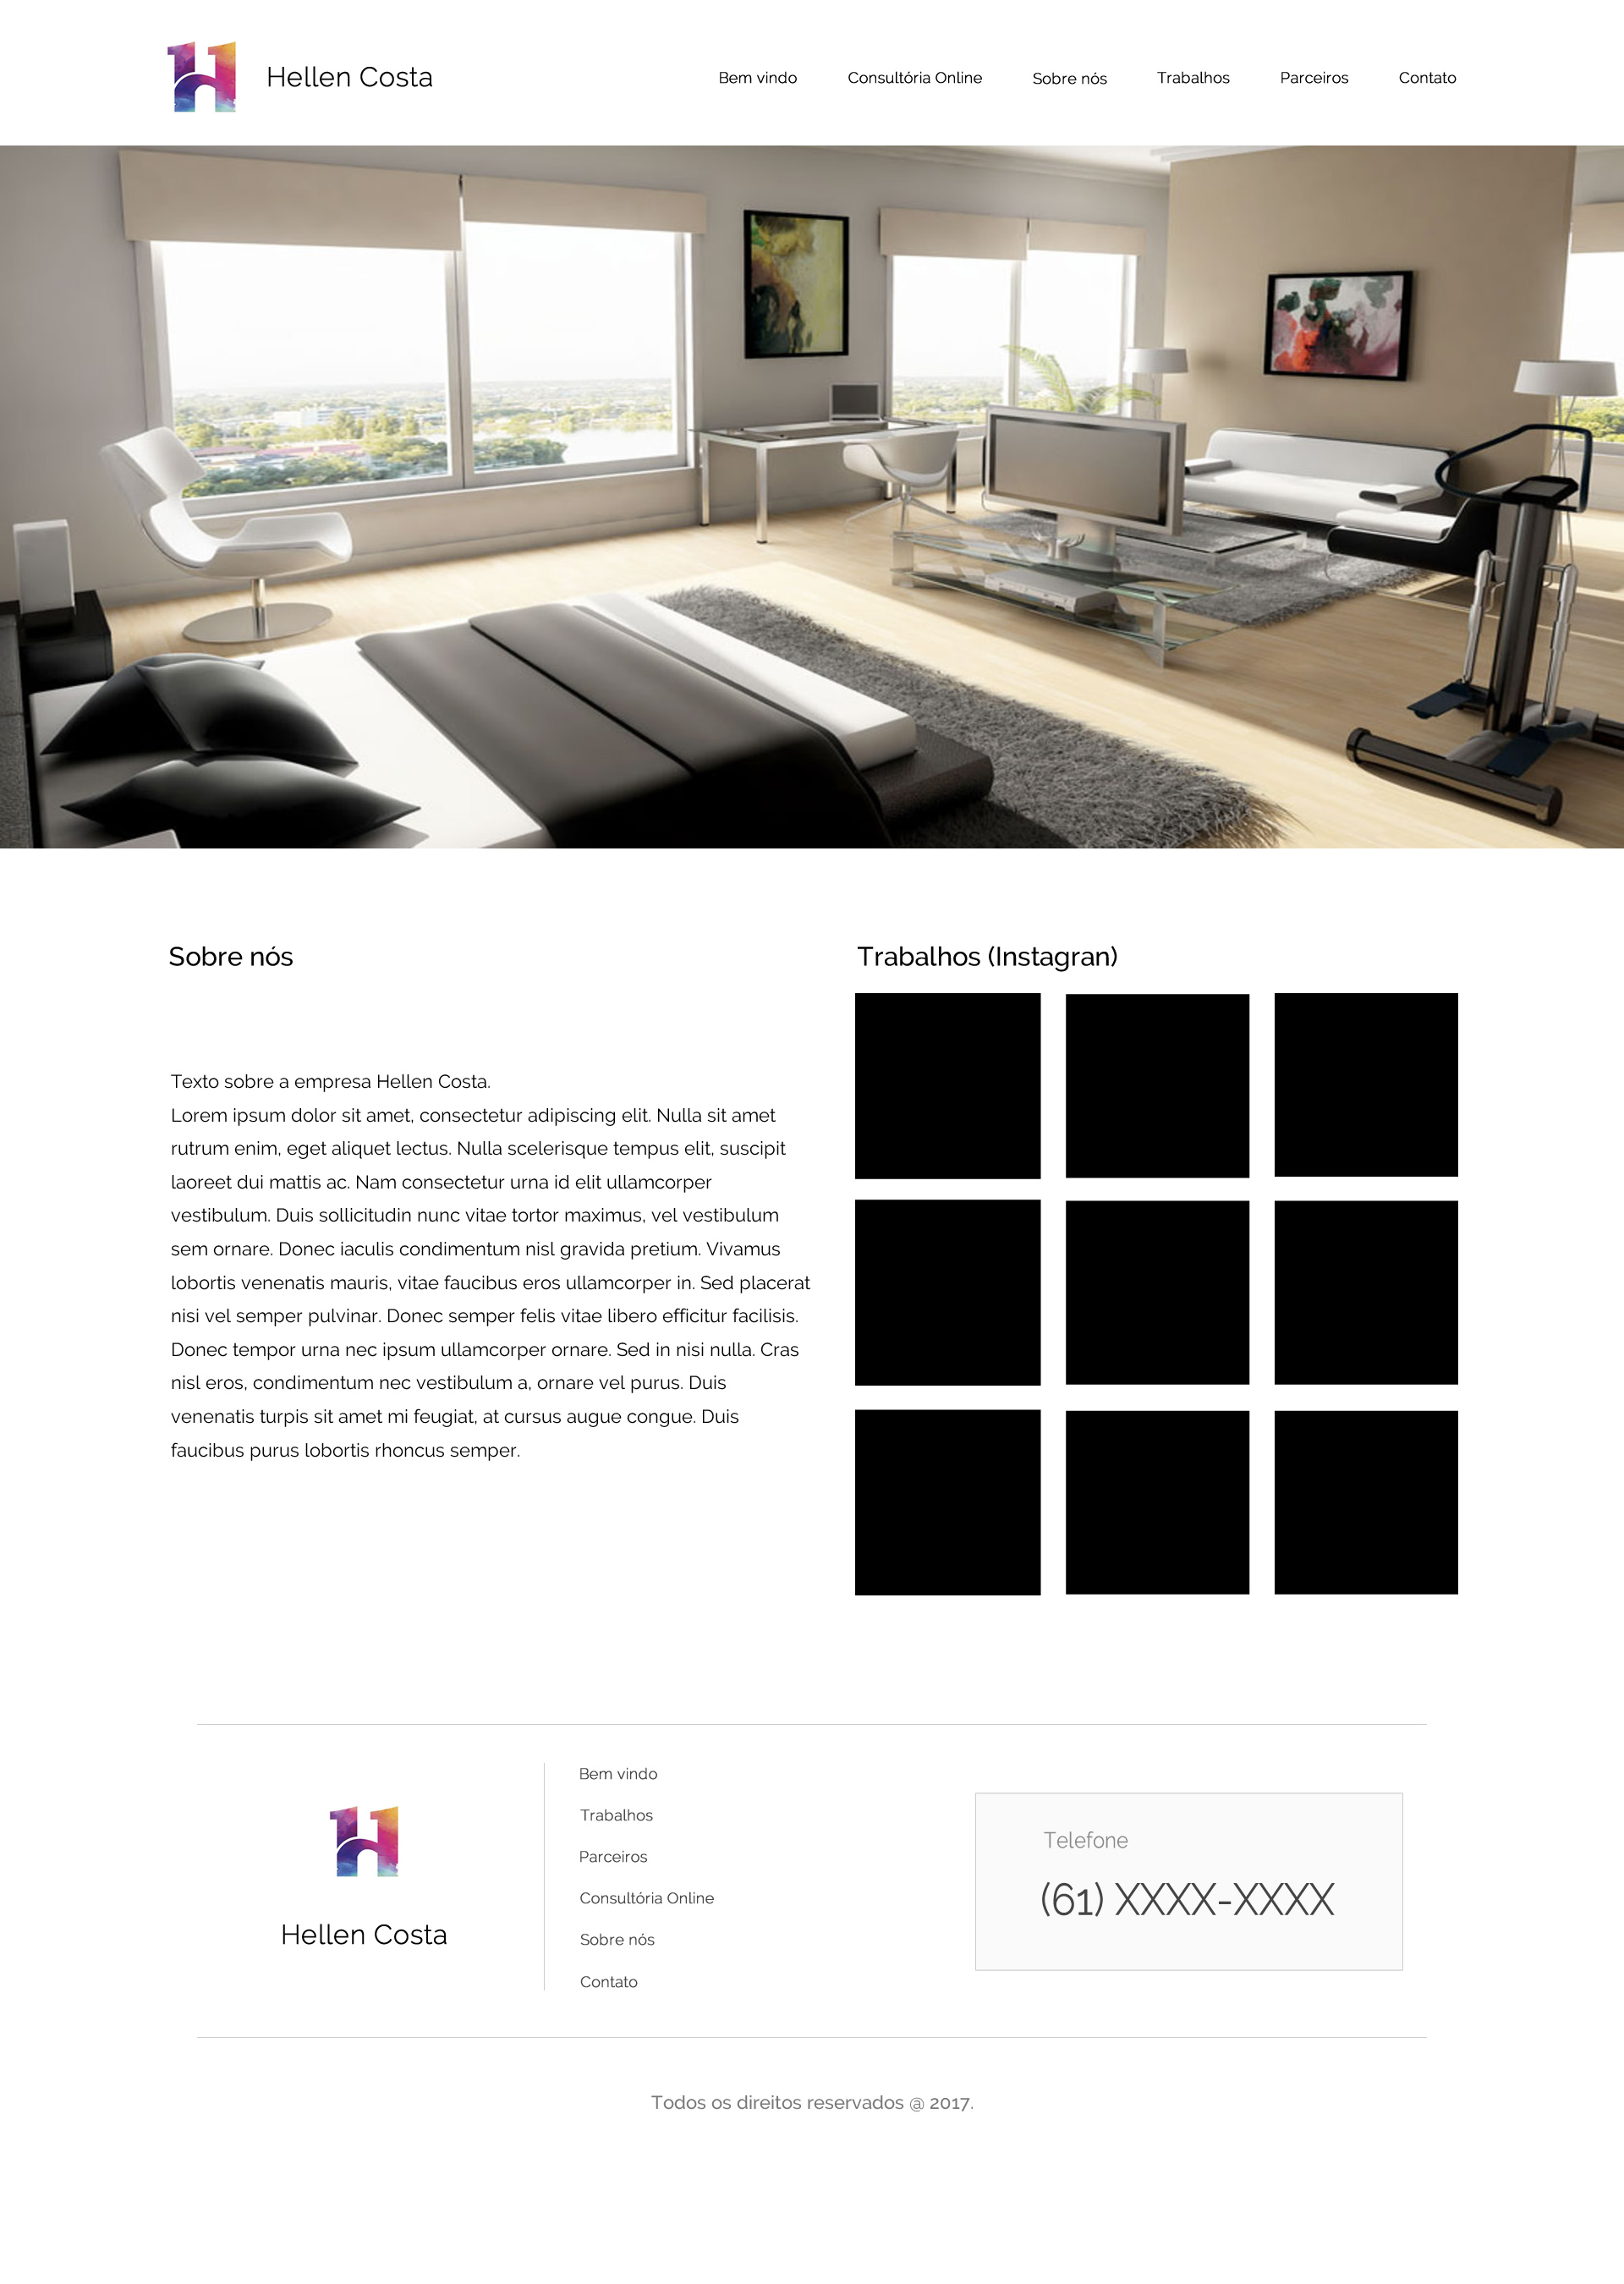 Hellen Costa
Bem vindo
Consultória Online
Sobre nós
Trabalhos
Parceiros
Contato
Sobre nós
Texto sobre a empresa Hellen Costa.
Lorem ipsum dolor sit amet, consectetur adipiscing elit. Nulla sit amet
rutrum enim, eget aliquet lectus. Nulla scelerisque tempus elit, suscipit
laoreet dui mattis ac. Nam consectetur urna id elit ullamcorper
vestibulum. Duis sollicitudin nunc vitae tortor maximus, vel vestibulum
sem ornare. Donec iaculis condimentum nisl gravida pretium. Vivamus
lobortis venenatis mauris, vitae faucibus eros ullamcorper in. Sed placerat
nisi vel semper pulvinar. Donec semper felis vitae libero efficitur facilisis.
Donec tempor urna nec ipsum ullamcorper ornare. Sed in nisi nulla. Cras
nisl eros, condimentum nec vestibulum a, ornare vel purus. Duis
venenatis turpis sit amet mi feugiat, at cursus augue congue. Duis
faucibus purus lobortis rhoncus semper.
Trabalhos (Instagran)
Hellen Costa
Bem vindo
Trabalhos
Parceiros
Consultória Online
Sobre nós
Contato
Telefone
(61) XXXX-XXXX
Todos os direitos reservados @ 2017.